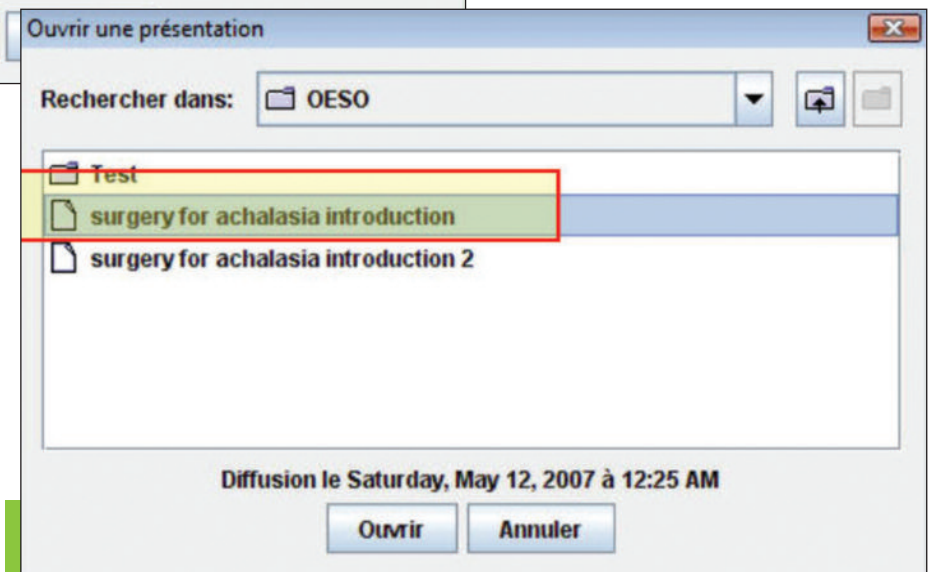 Ouvrir une présentation
Rechercher dans: OESO
Test
surgery for achalasia introduction
surgery for achalasia introduction 2
Diffusion le Saturday, May 12, 2007 à 12:25 AM
Ouvrir Annuler